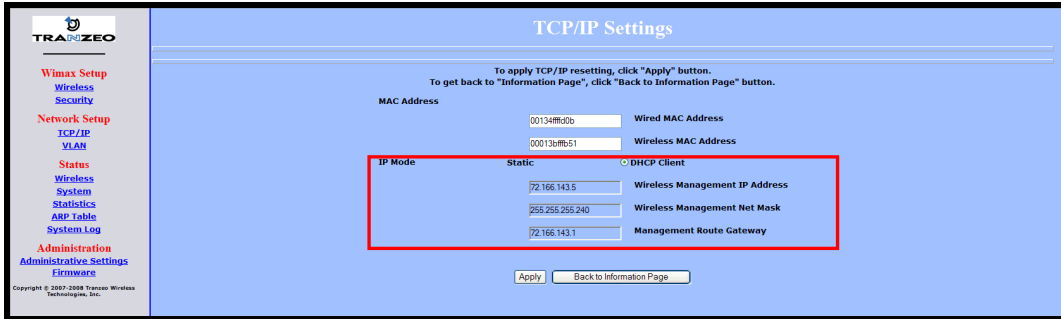 TRANZEO
Wimax Setup
Wireless
Security
Network Setup
TCP/IP
VLAN
Status
Wireless
System
Statistics
ARP Table
System Log
Administration
Administrative Settings
Firmware
Copyright © 2007-2008 Tranzeo Wireless
Technologies, Inc.
TCP/IP Settings
To apply TCP/IP resetting, click "Apply" button.
To get back to "Information Page", click "Back to Information Page" button.
MAC Address
00134ffffd0b Wired MAC Address
00013bfffb51 Wireless MAC Address
IP Mode Static DHCP Client
72.166.143.5 Wireless Management IP Address
255.255.255.240 Wireless Management Net Mask
72.166.143.1 Management Route Gateway
Apply Back to Information Page